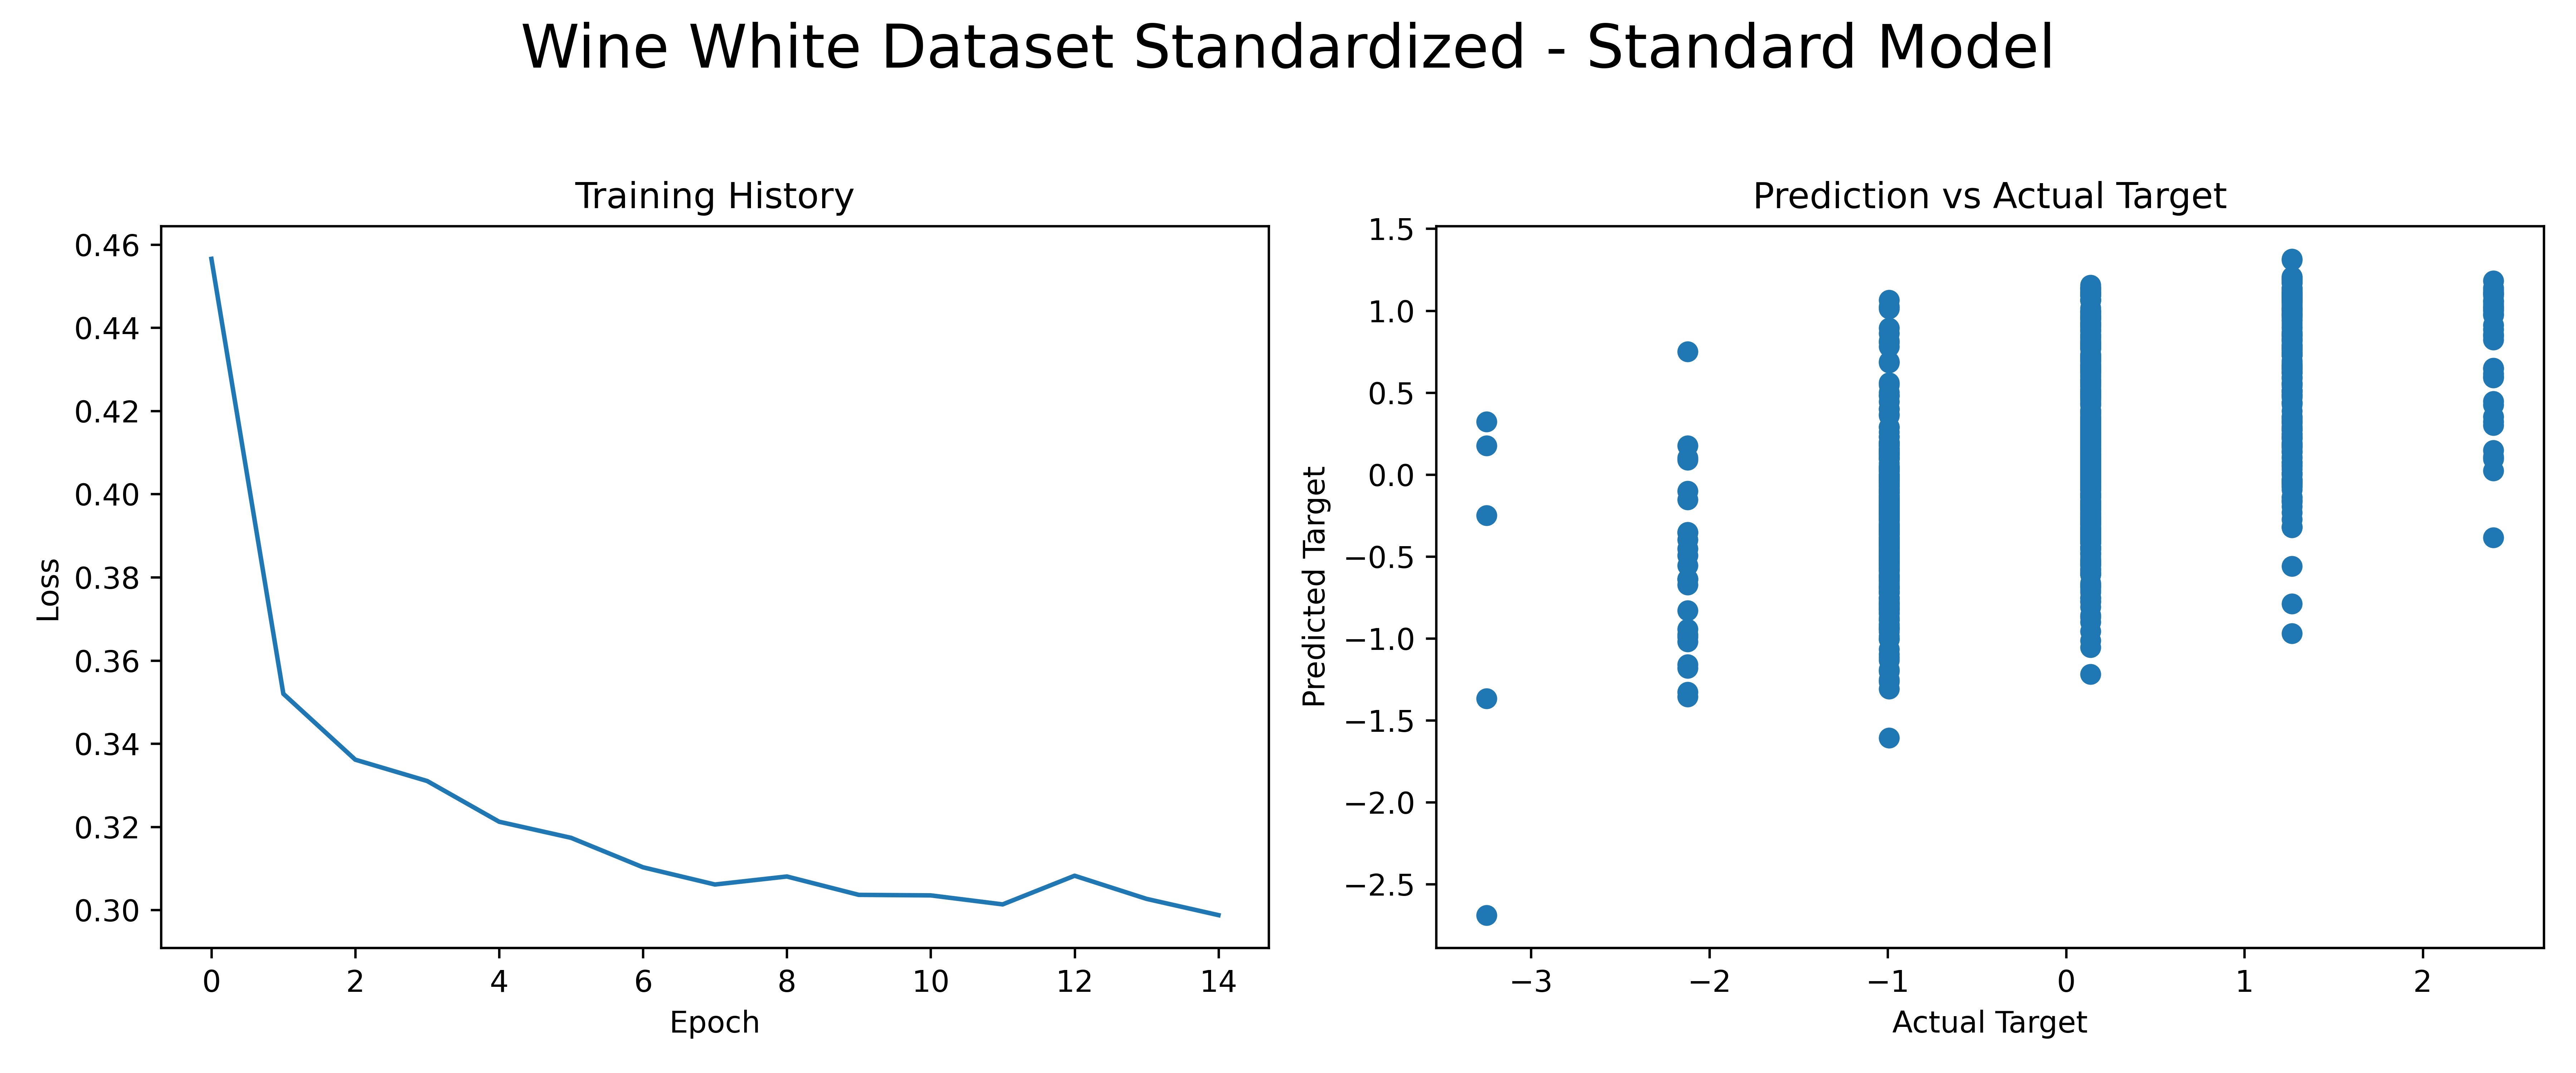 Wine White Dataset Standardized - Standard Model
Training History
0.46
0.44
0.42
0.40
0.38
0.36
0.34
0.32
0.30
Loss
0 2 4 6 8 10 12 14
Epoch
Prediction vs Actual Target
1.5
1.0
0.5
0.0
−0.5
−1.0
−1.5
−2.0
−2.5
Predicted Target
−3 −2 −1 0 1 2
Actual Target